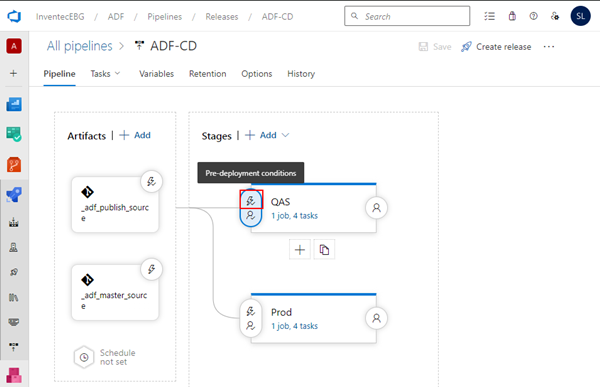 InventecEBG / ADF / Pipelines / Releases / ADF-CD
Search
SL
A
All pipelines > ADF-CD
Save
Create release
Pipeline Tasks Variables Retention Options History
Artifacts | + Add
Stages | + Add
Pre-deployment conditions
_adf_publish_sourc
e
QAS
1 job, 4 tasks
_adf_master_sourc
e
Prod
1 job, 4 tasks
Schedule
not set